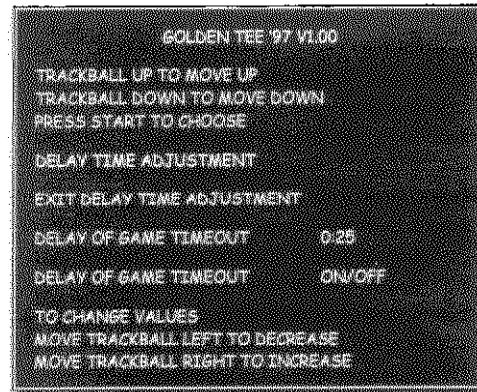 GOLDEN TEE '97 V1.00
TRACKBALL UP TO MOVE UP
TRACKBALL DOWN TO MOVE DOWN
PRESS START TO CHOOSE
DELAY TIME ADJUSTMENT
EXIT DELAY TIME ADJUSTMENT
DELAY OF GAME TIMEOUT 0:25
DELAY OF GAME TIMEOUT ON/OFF
TO CHANGE VALUES
MOVE TRACKBALL LEFT TO DECREASE
MOVE TRACKBALL RIGHT TO INCREASE